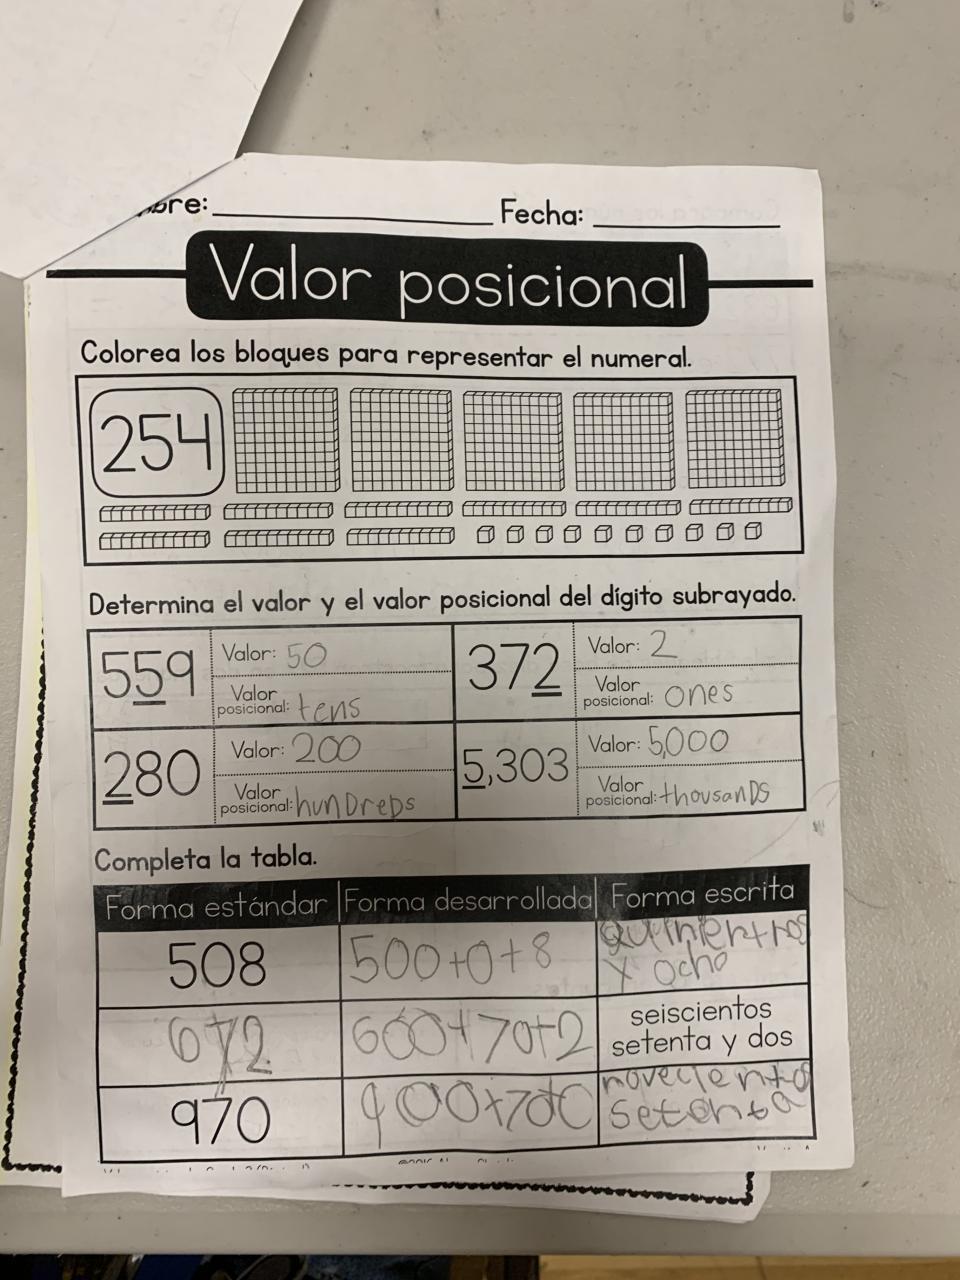 bre: Fecha:
Valor posicional
Colorea los bloques para representar el numeral.
254
Determina el valor y el valor posicional del dígito subrayado.
559 Valor: 50
Valor posicional: tens
372 Valor: 2
Valor posicional: ones
280 Valor: 200
Valor posicional: hunDreDs
5,303 Valor: 5,000
Valor posicional: thousanDs
Completa la tabla.
Forma estándar Forma desarrollada Forma escrita
508 500+0+8 quinientos
y ocho
672 600+70+2 seiscientos
setenta y dos
970 900+70+0 noveciento
setenta